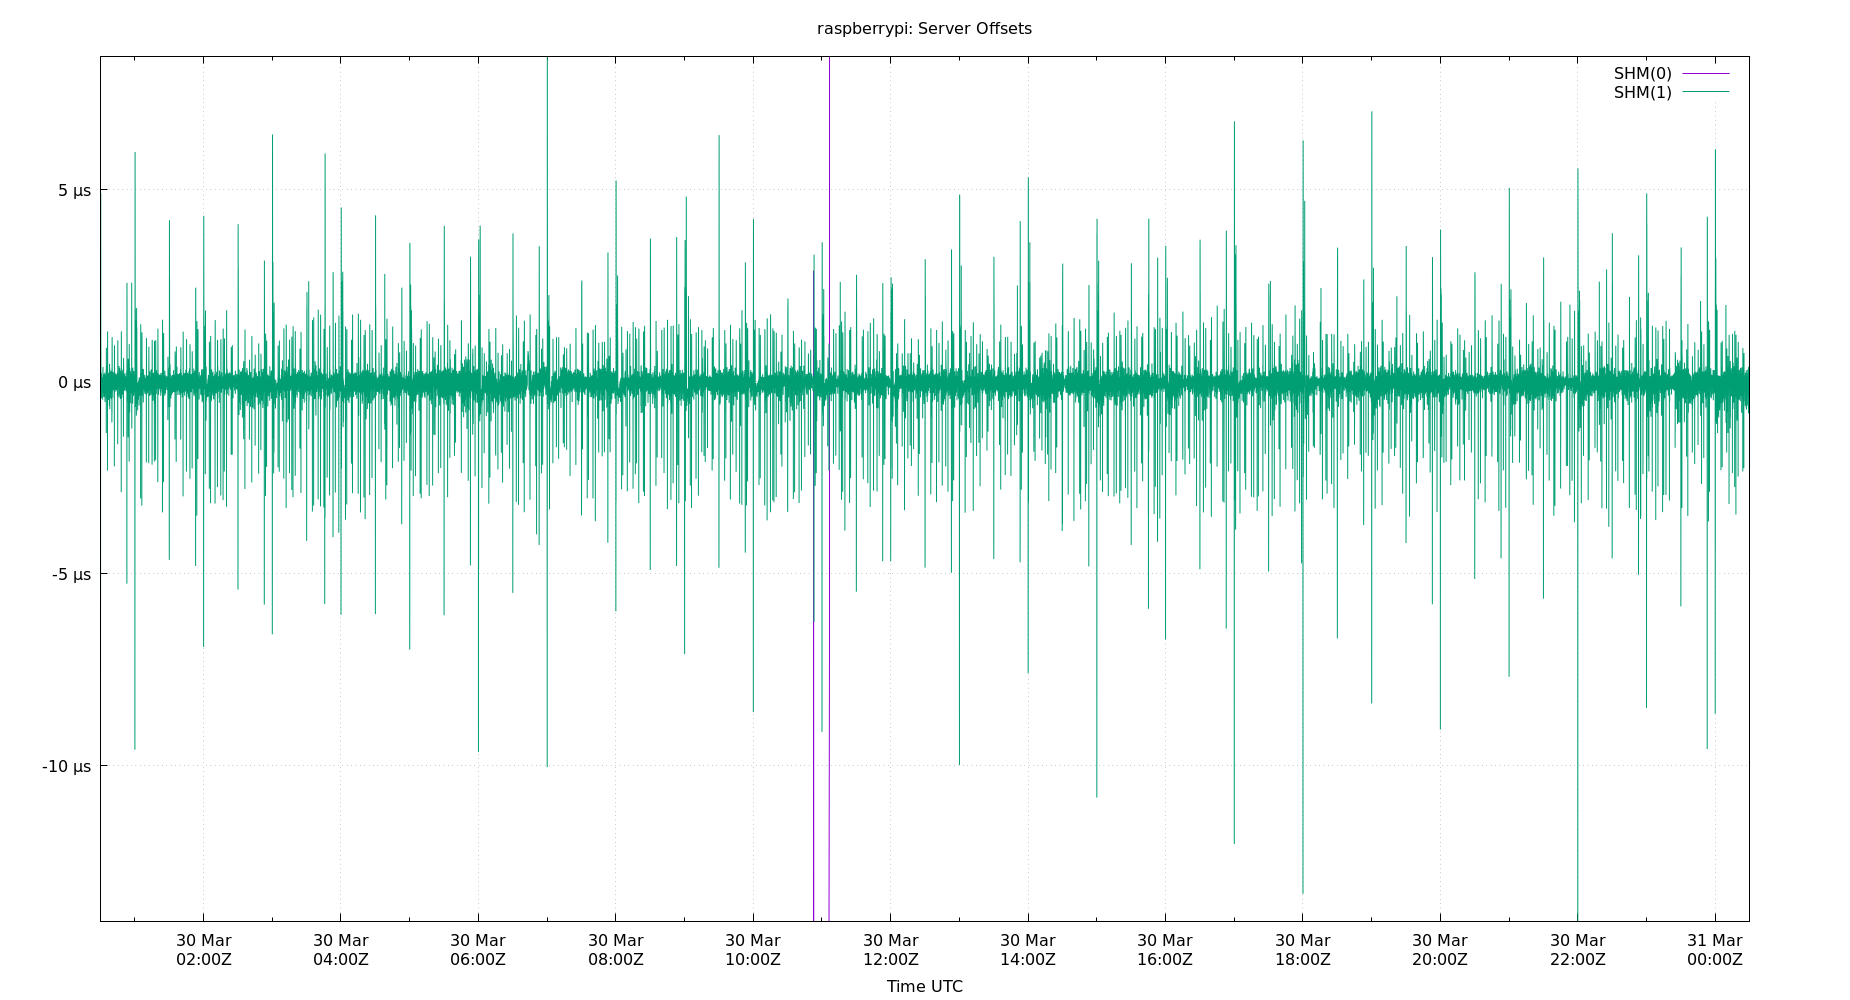 raspberrypi: Server Offsets
SHM(0)
SHM(1)
5 µs
0 µs
-5 µs
-10 µs
30 Mar 30 Mar 30 Mar 30 Mar 30 Mar 30 Mar 30 Mar 30 Mar 30 Mar 30 Mar 30 Mar 31 Mar
02:00Z 04:00Z 06:00Z 08:00Z 10:00Z 12:00Z 14:00Z 16:00Z 18:00Z 20:00Z 22:00Z 00:00Z
Time UTC